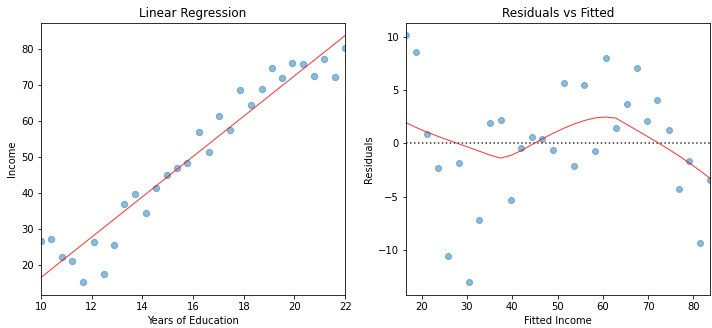 Linear Regression
Income
80
70
60
50
40
30
20
10 12 14 16 18 20 22
Years of Education
Residuals vs Fitted
Residuals
10
5
0
−5
−10
20 30 40 50 60 70 80
Fitted Income